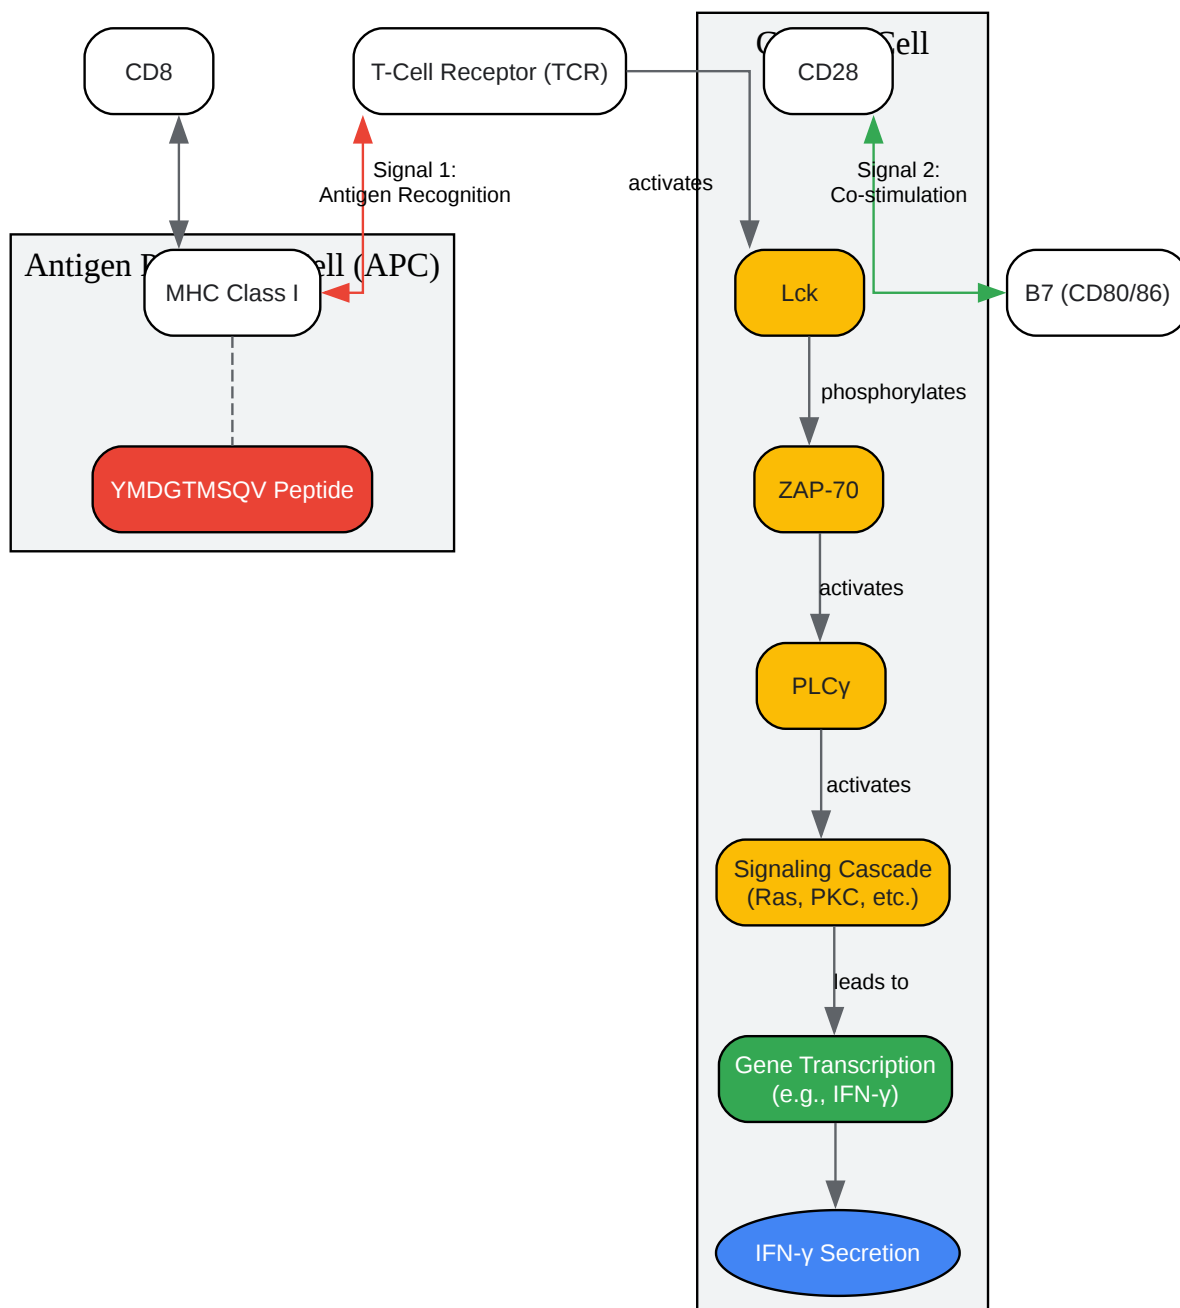 Cell
CD8
T-Cell Receptor (TCR)
CD28
Signal 1:
Antigen Recognition
activates
Signal 2:
Co-stimulation
Antigen (APC)
MHC Class I
Lck
B7 (CD80/86)
phosphorylates
YMDGTMSQV Peptide
ZAP-70
activates
PLCγ
activates
Signaling Cascade
(Ras, PKC, etc.)
leads to
Gene Transcription
(e.g., IFN-γ)
IFN-γ Secretion